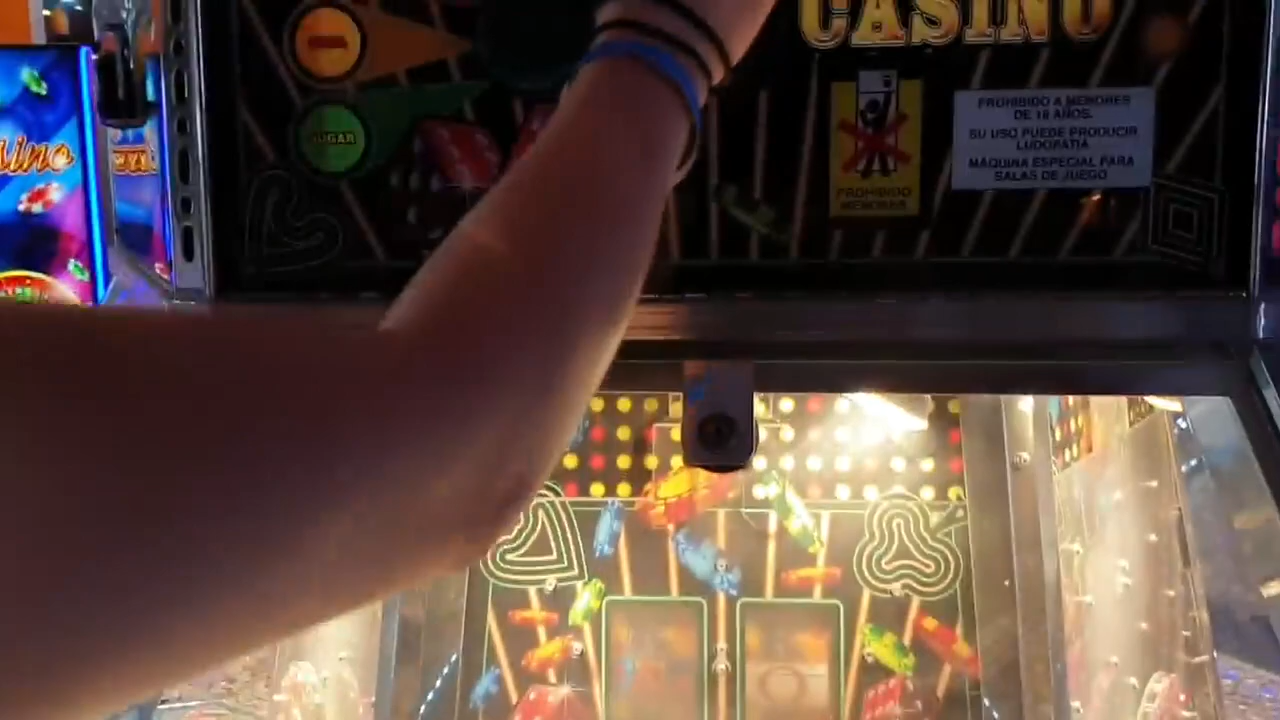 CASINO
JUGAR
PROHIBIDO
MENORES
PROHIBIDO A MENORES
DE 18 AÑOS.
SU USO PUEDE PRODUCIR
LUDOPATIA
MAQUINA ESPECIAL PARA
SALAS DE JUEGO